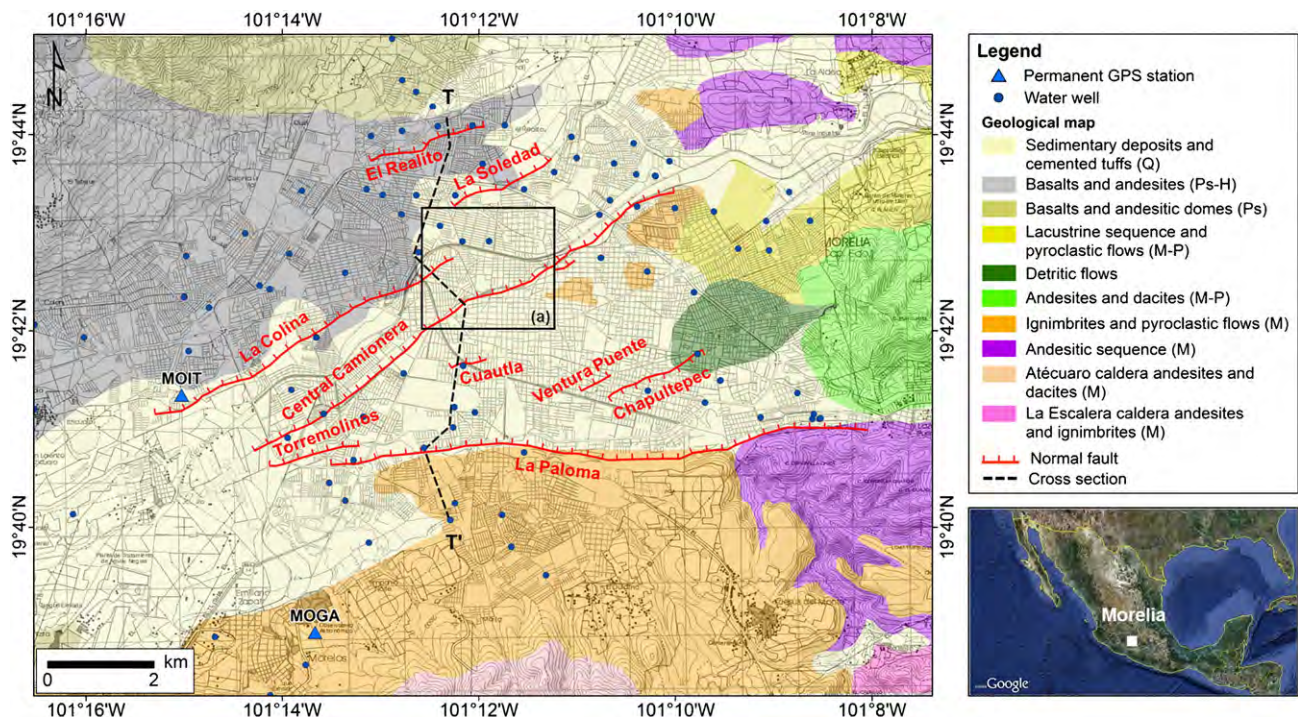 101°16'W 101°14'W 101°12'W 101°10'W 101°8'W
19°44'N
19°42'N
19°40'N
N
T
El Realito
La Soledad
MORELIA
(a)
La Colina
Central Camionera
MOIT
Cuautla
Ventura Puente
Chapultepec
Torremolinos
La Paloma
T'
MOGA
Morelos
km
0 2
19°44'N
19°42'N
19°40'N
101°16'W 101°14'W 101°12'W 101°10'W 101°8'W
Legend
Permanent GPS station
Water well
Geological map
Sedimentary deposits and
cemented tuffs (Q)
Basalts and andesites (Ps-H)
Basalts and andesitic domes (Ps)
Lacustrine sequence and
pyroclastic flows (M-P)
Detritic flows
Andesites and dacites (M-P)
Ignimbrites and pyroclastic flows (M)
Andesitic sequence (M)
Atécuaro caldera andesites and
dacites (M)
La Escalera caldera andesites
and ignimbrites (M)
Normal fault
Cross section
Morelia
Google